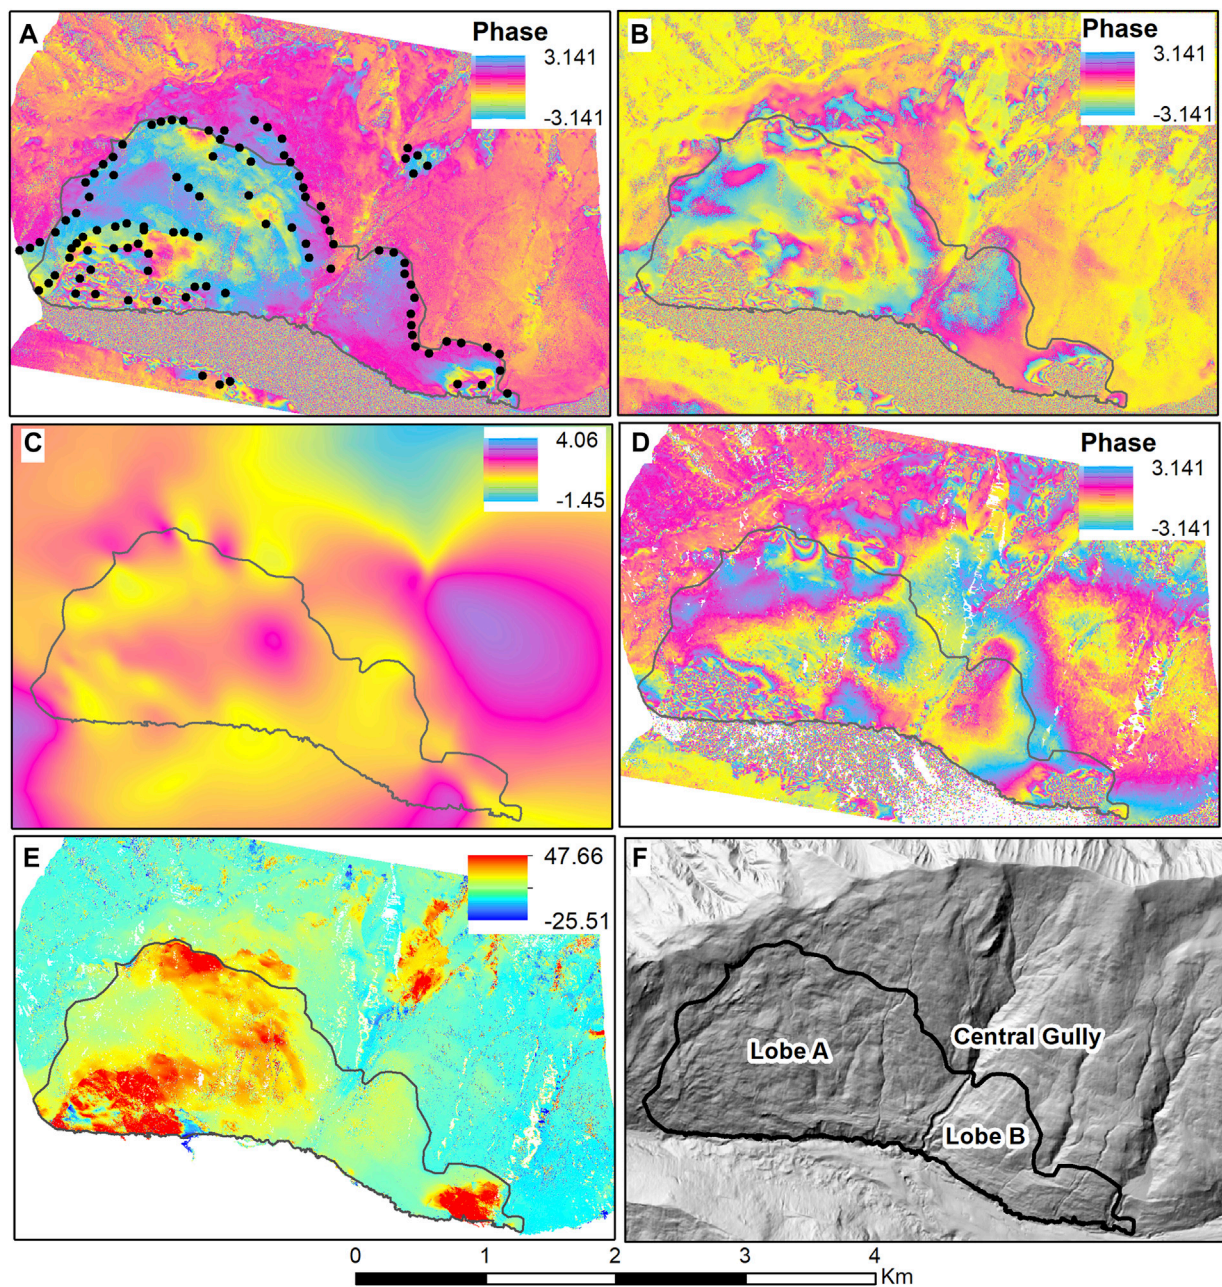 A
Phase
3.141
-3.141
B
Phase
3.141
-3.141
C
4.06
-1.45
D
Phase
3.141
-3.141
E
47.66
-25.51
F
Lobe A
Central Gully
Lobe B
0 1 2 3 4
Km